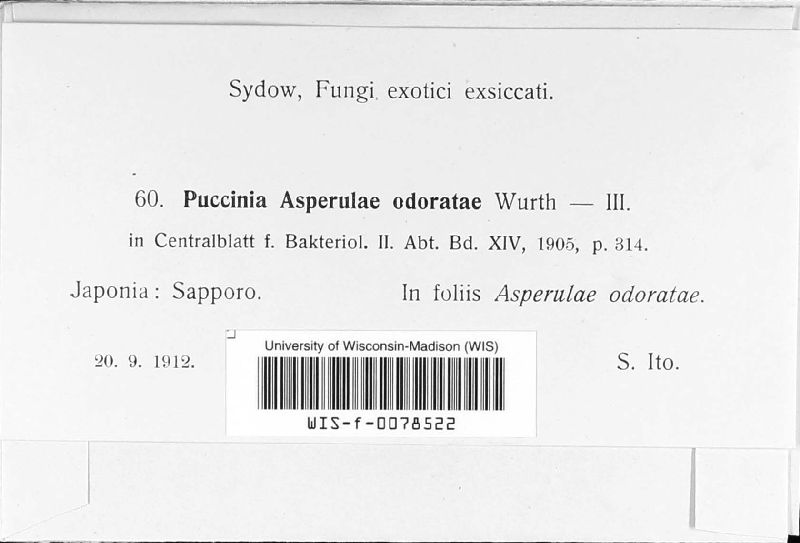 Sydow, Fungi exotici exsiccati.
60. Puccinia Asperulae odoratae Wurth — III.
in Centralblatt f. Bakteriol. II. Abt. Bd. XIV, 1905, p. 314.
Japonia: Sapporo. In foliis Asperulae odoratae.
20. 9. 1912. S. Ito.
University of Wisconsin-Madison (WIS)
WIS-f-0078522